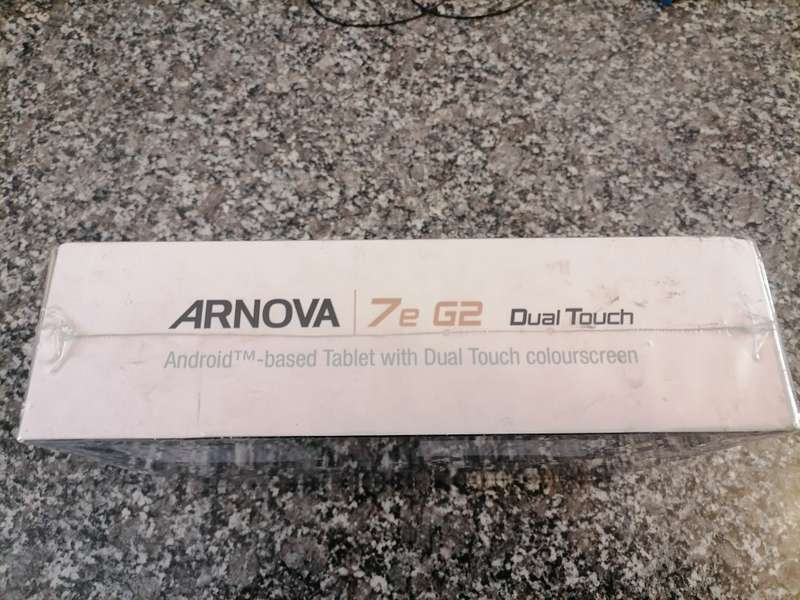 ARNOVA | 7e G2 Dual Touch
Android™-based Tablet with Dual Touch colourscreen